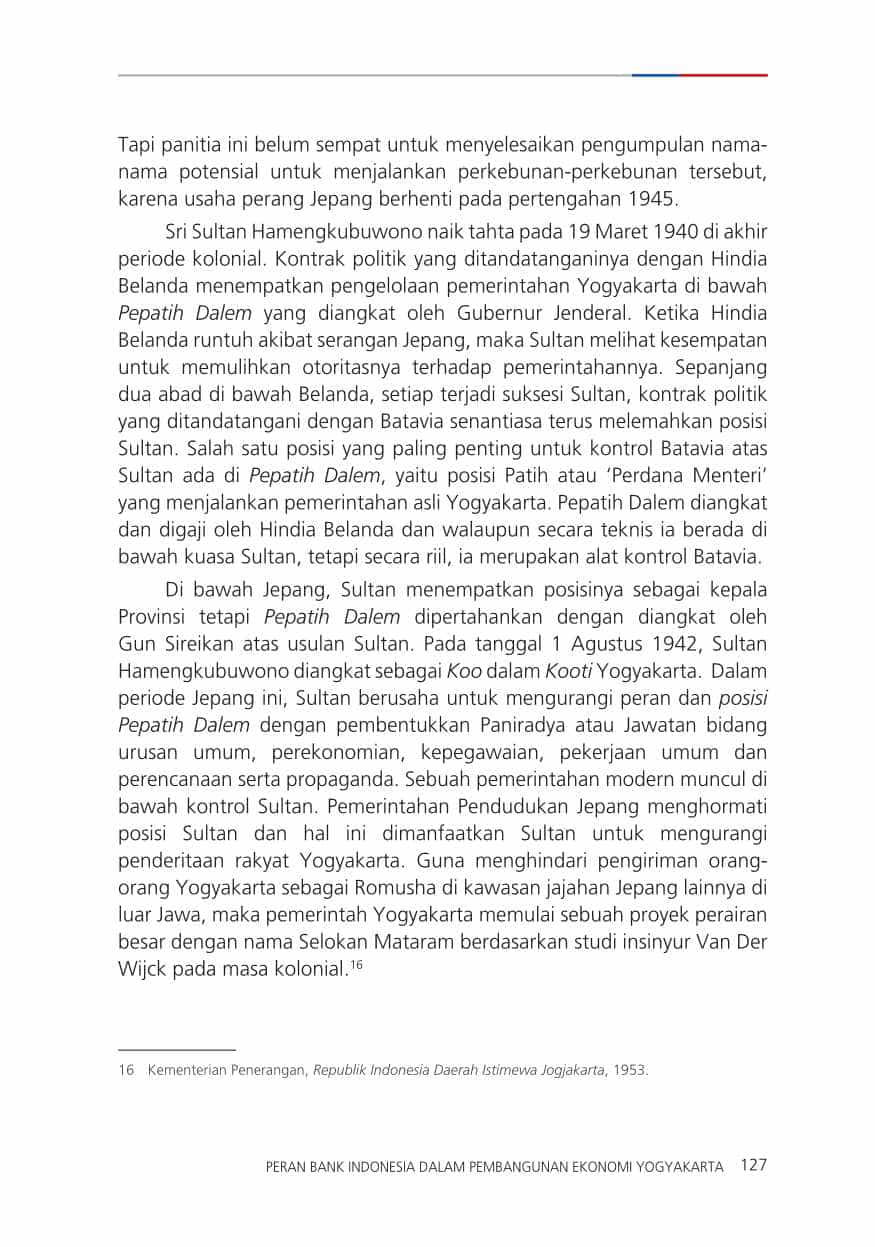 Tapi panitia ini belum sempat untuk menyelesaikan pengumpulan nama-
nama potensial untuk menjalankan perkebunan-perkebunan tersebut,
karena usaha perang Jepang berhenti pada pertengahan 1945.
Sri Sultan Hamengkubuwono naik tahta pada 19 Maret 1940 di akhir
periode kolonial. Kontrak politik yang ditandatanganinya dengan Hindia
Belanda menempatkan pengelolaan pemerintahan Yogyakarta di bawah
Pepatih Dalem yang diangkat oleh Gubernur Jenderal. Ketika Hindia
Belanda runtuh akibat serangan Jepang, maka Sultan melihat kesempatan
untuk memulihkan otoritasnya terhadap pemerintahannya. Sepanjang
dua abad di bawah Belanda, setiap terjadi suksesi Sultan, kontrak politik
yang ditandatangani dengan Batavia senantiasa terus melemahkan posisi
Sultan. Salah satu posisi yang paling penting untuk kontrol Batavia atas
Sultan ada di Pepatih Dalem, yaitu posisi Patih atau ‘Perdana Menteri’
yang menjalankan pemerintahan asli Yogyakarta. Pepatih Dalem diangkat
dan digaji oleh Hindia Belanda dan walaupun secara teknis ia berada di
bawah kuasa Sultan, tetapi secara riil, ia merupakan alat kontrol Batavia.
Di bawah Jepang, Sultan menempatkan posisinya sebagai kepala
Provinsi tetapi Pepatih Dalem dipertahankan dengan diangkat oleh
Gun Sireikan atas usulan Sultan. Pada tanggal 1 Agustus 1942, Sultan
Hamengkubuwono diangkat sebagai Koo dalam Kooti Yogyakarta. Dalam
periode Jepang ini, Sultan berusaha untuk mengurangi peran dan posisi
Pepatih Dalem dengan pembentukkan Paniradya atau Jawatan bidang
urusan umum, perekonomian, kepegawaian, pekerjaan umum dan
perencanaan serta propaganda. Sebuah pemerintahan modern muncul di
bawah kontrol Sultan. Pemerintahan Pendudukan Jepang menghormati
posisi Sultan dan hal ini dimanfaatkan Sultan untuk mengurangi
penderitaan rakyat Yogyakarta. Guna menghindari pengiriman orang-
orang Yogyakarta sebagai Romusha di kawasan jajahan Jepang lainnya di
luar Jawa, maka pemerintah Yogyakarta memulai sebuah proyek perairan
besar dengan nama Selokan Mataram berdasarkan studi insinyur Van Der
Wijck pada masa kolonial.16
16 Kementerian Penerangan, Republik Indonesia Daerah Istimewa Jogjakarta, 1953.
PERAN BANK INDONESIA DALAM PEMBANGUNAN EKONOMI YOGYAKARTA 127